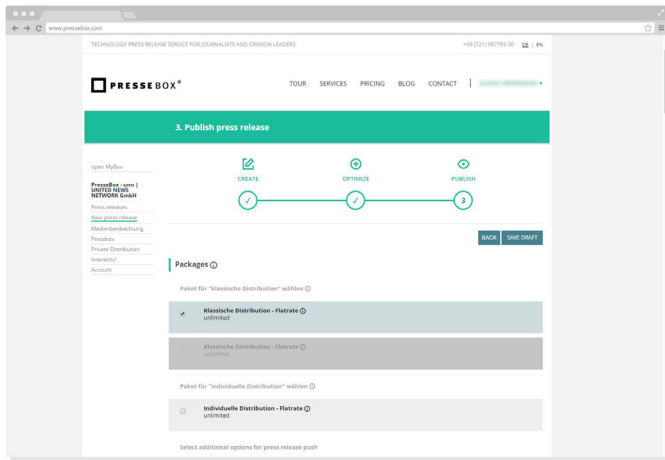 www.pressebox.com
TECHNOLOGY PRESS RELEASE SERVICE FOR JOURNALISTS AND OPINION LEADERS
+49 (721) 987793-30 DE | EN
PRESSEBOX®
TOUR SERVICES PRICING BLOG CONTACT
3. Publish press release
open MyBox
PresseBox - unn |
UNITED NEWS
NETWORK GmbH
Press releases
New press release
Medienbeobachtung
Pressbox
Private Distribution
Interactiv!
Account
CREATE OPTIMIZE PUBLISH
3
BACK SAVE DRAFT
Packages
Paket für "klassische Distribution" wählen
Klassische Distribution - Flatrate
unlimited
Klassische Distribution - Flatrate
unlimited
Paket für "individuelle Distribution" wählen
Individuelle Distribution - Flatrate
unlimited
Select additional options for press release push